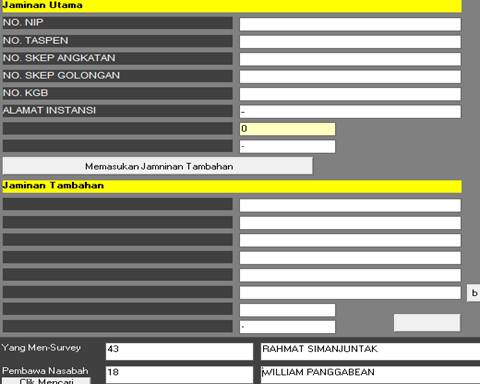 Jaminan Utama
NO. NIP
NO. TASPEN
NO. SKEP ANGKATAN
NO. SKEP GOLONGAN
NO. KGB
ALAMAT INSTANSI -
0
-
Memasukan Jamninan Tambahan
Jaminan Tambahan
b
-
Yang Men-Survey 43 RAHMAT SIMANJUNTAK
Pembawa Nasabah 18 WILLIAM PANGGABEAN
Clik Mencari